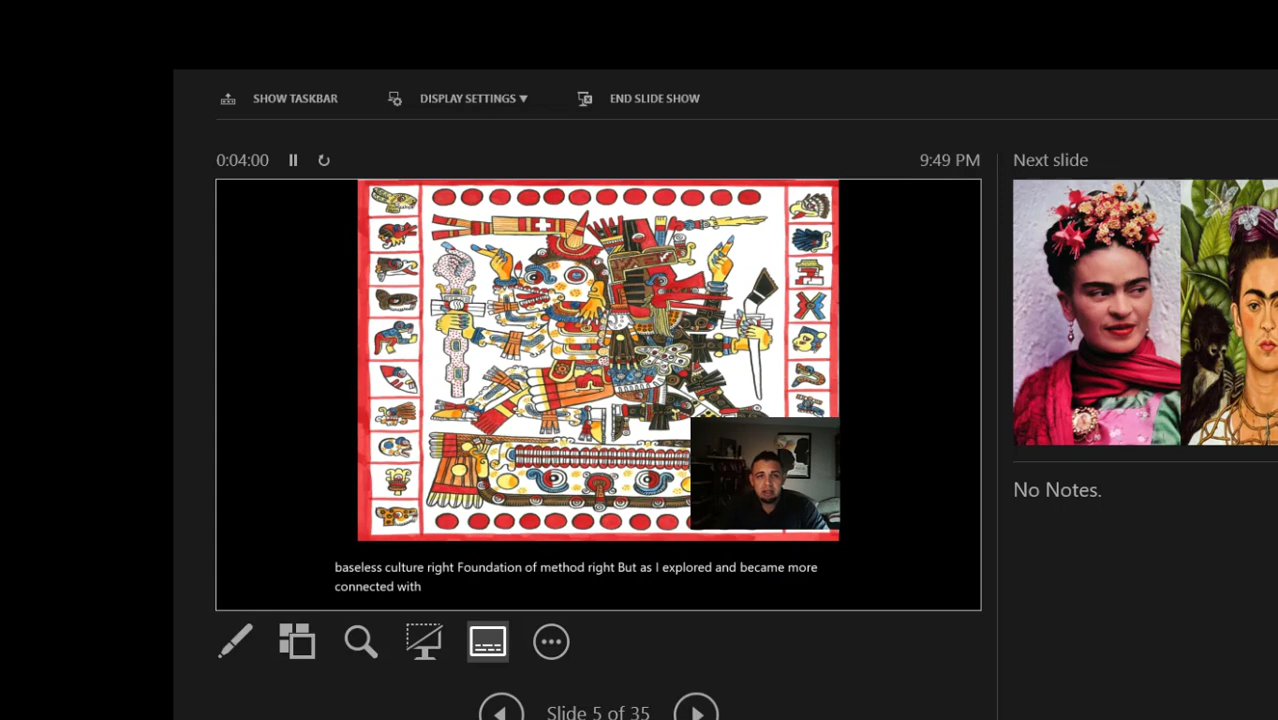 SHOW TASKBAR
DISPLAY SETTINGS ▼
END SLIDE SHOW
0:04:00
9:49 PM
Next slide
No Notes.
baseless culture right Foundation of method right But as I explored and became more
connected with
Slide 5 of 35